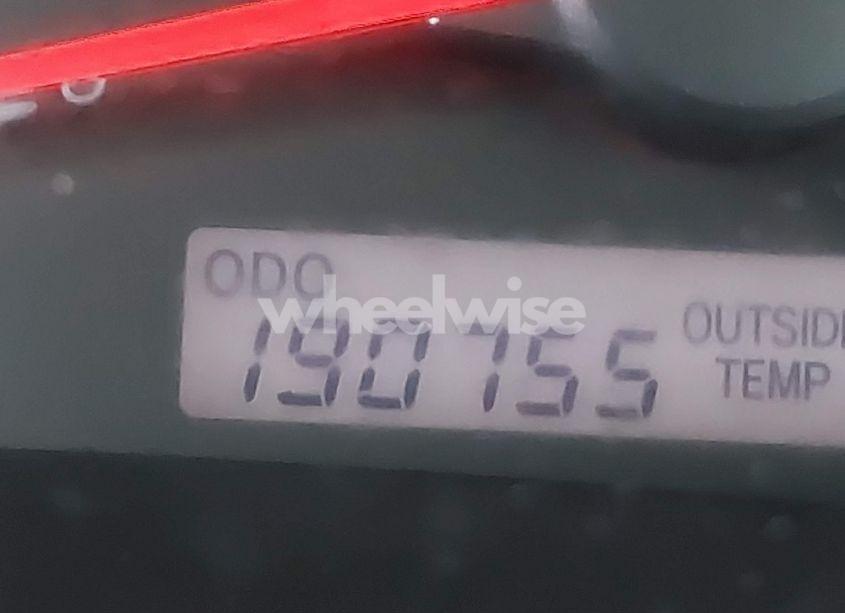 ODO
wheelwise
190755
OUTSIDE
TEMP